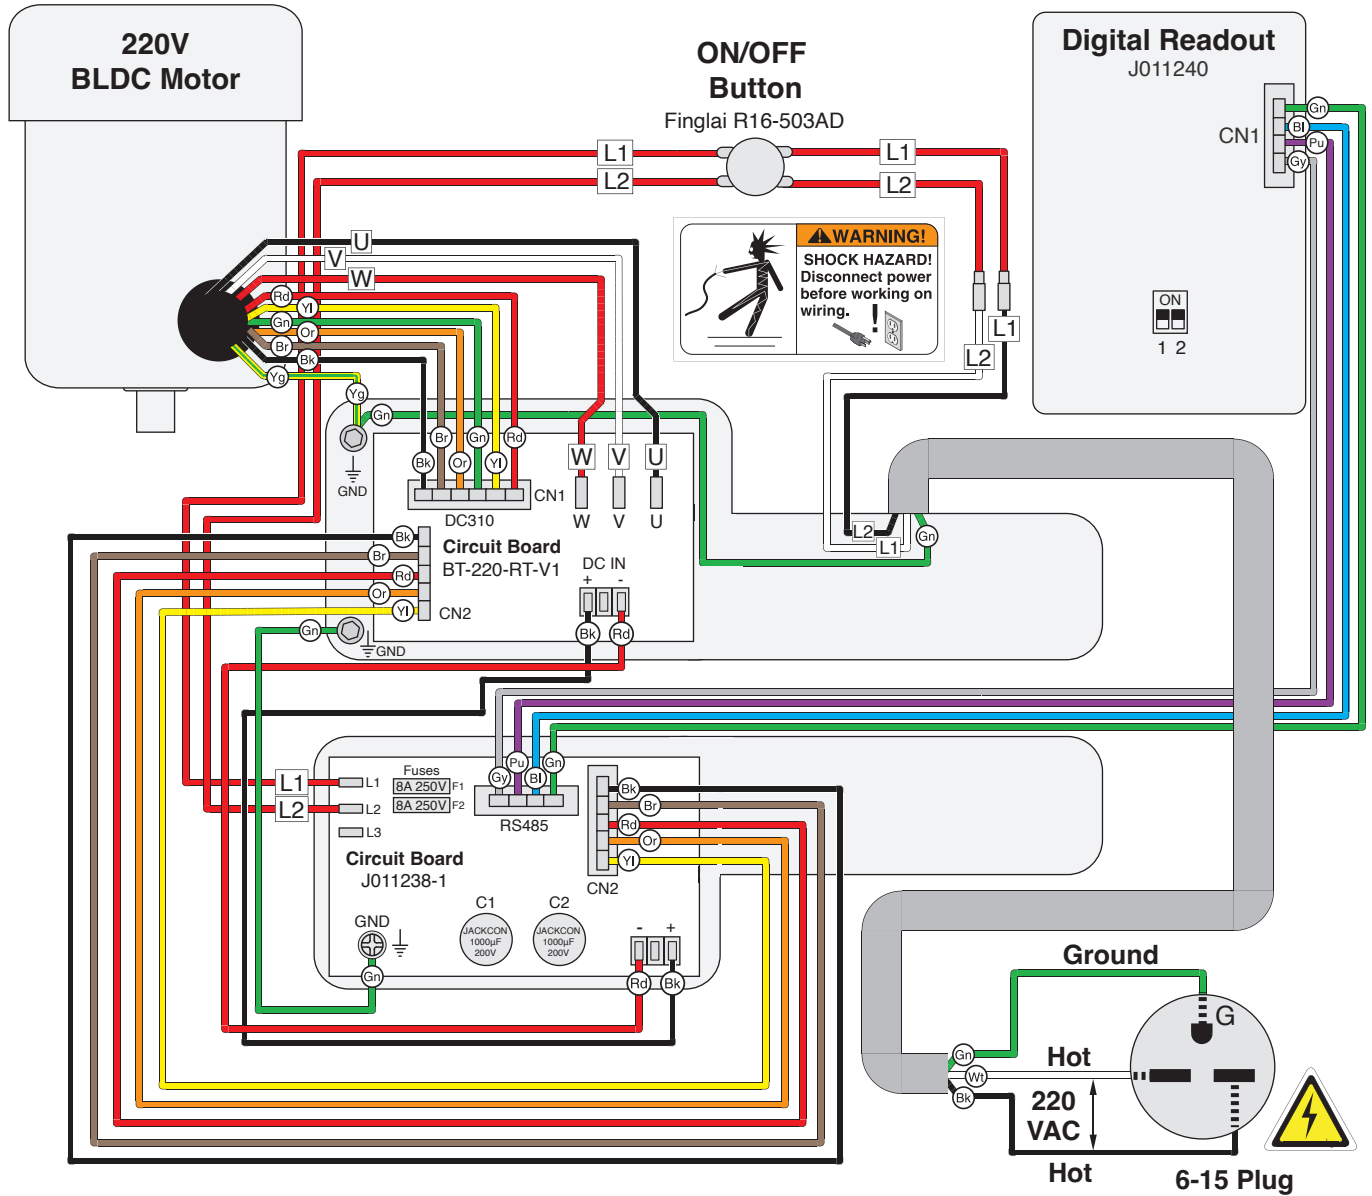 220V
BLDC Motor
ON/OFF
Button
Finglai R16-503AD
Digital Readout
J011240
CN1
Gn
Bl
Pu
Gy
L1
L1
L2
L2
WARNING!
SHOCK HAZARD!
Disconnect power
before working on
wiring.
!
ON
1 2
U
V
W
Rd
Yl
Gn
Or
Br
Bk
Yg
Yg
Gn
L1
L2
Br
Gn
Rd
Bk
Or
Yl
W
V
U
GND
CN1
DC310
W
V
U
Bk
Br
Rd
Or
Yl
Circuit Board
BT-220-RT-V1
DC IN
+ -
CN2
L2
L1
Gn
Gn
GND
Bk
Rd
Gy
Pu
Bl
Gn
L1
L1
Fuses
8A 250V F1
L2
L2
8A 250V F2
L3
RS485
Bk
Br
Rd
Or
Yl
CN2
Circuit Board
J011238-1
C1
JACKCON
1000µF
200V
C2
JACKCON
1000µF
200V
GND
Gn
- +
Rd
Bk
Ground
G
Gn
Hot
Wt
Bk
220
VAC
Hot
6-15 Plug